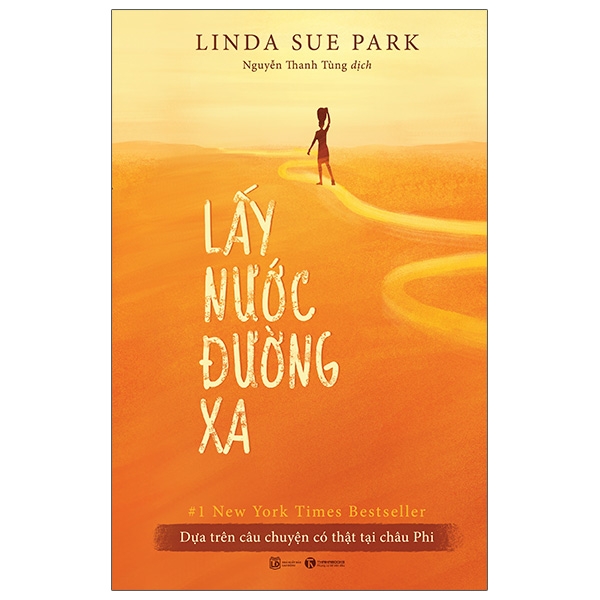 LINDA SUE PARK
Nguyễn Thanh Tùng dịch
LẤY
NƯỚC
ĐƯỜNG
XA
#1 New York Times Bestseller
Dựa trên câu chuyện có thật tại châu Phi
THAIHABOOKS